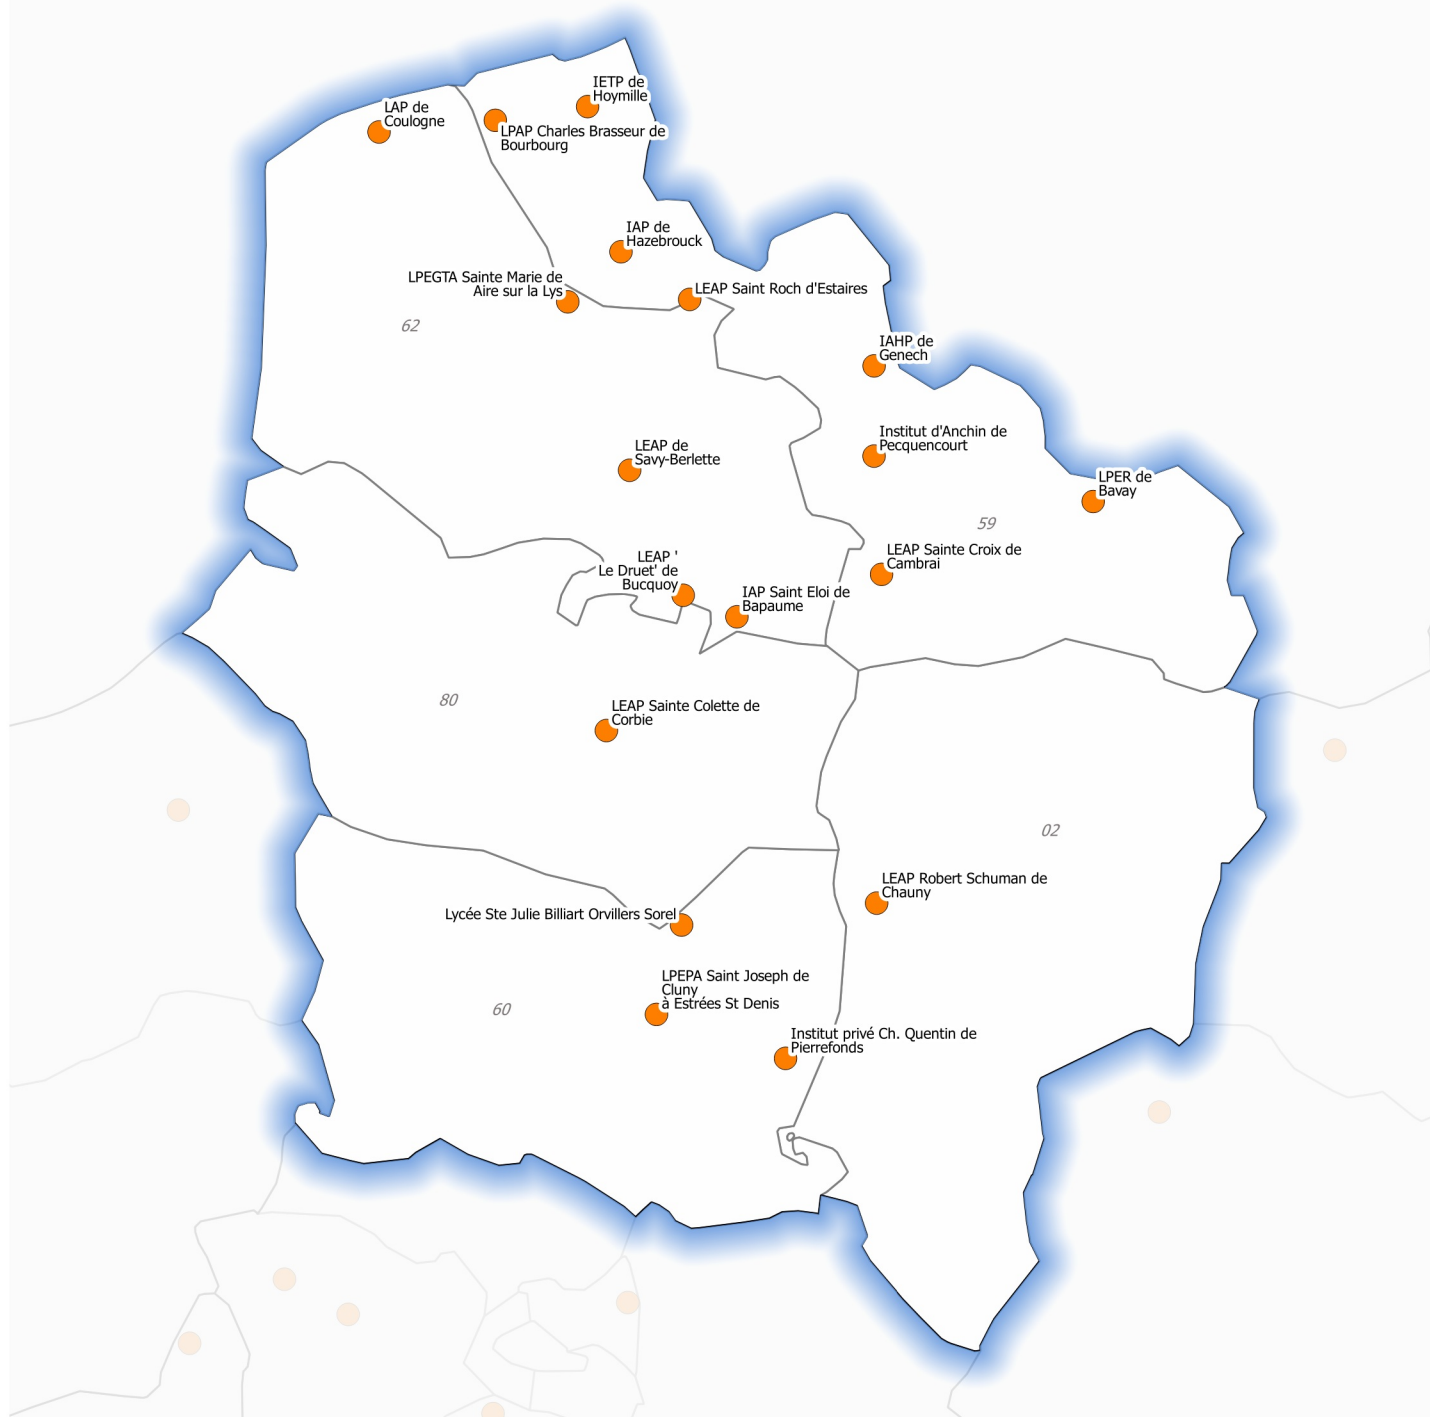 IETP de
Hoymille
LAP de
Coulogne
LPAP Charles Brasseur de
Bourbourg
IAP de
Hazebrouck
LPEGTA Sainte Marie de
Aire sur la Lys
LEAP Saint Roch d'Estaires
62
IAHP de
Genech
Institut d'Anchin de
Pecquencourt
LEAP de
Savy-Berlette
LPER de
Bavay
59
LEAP Sainte Croix de
Cambrai
LEAP '
Le Druet' de
Bucquoy
IAP Saint Eloi de
Bapaume
80
LEAP Sainte Colette de
Corbie
02
LEAP Robert Schuman de
Chauny
Lycée Ste Julie Billiart Orvillers Sorel
LPEPA Saint Joseph de
Cluny
à Estrées St Denis
60
Institut privé Ch. Quentin de
Pierrefonds